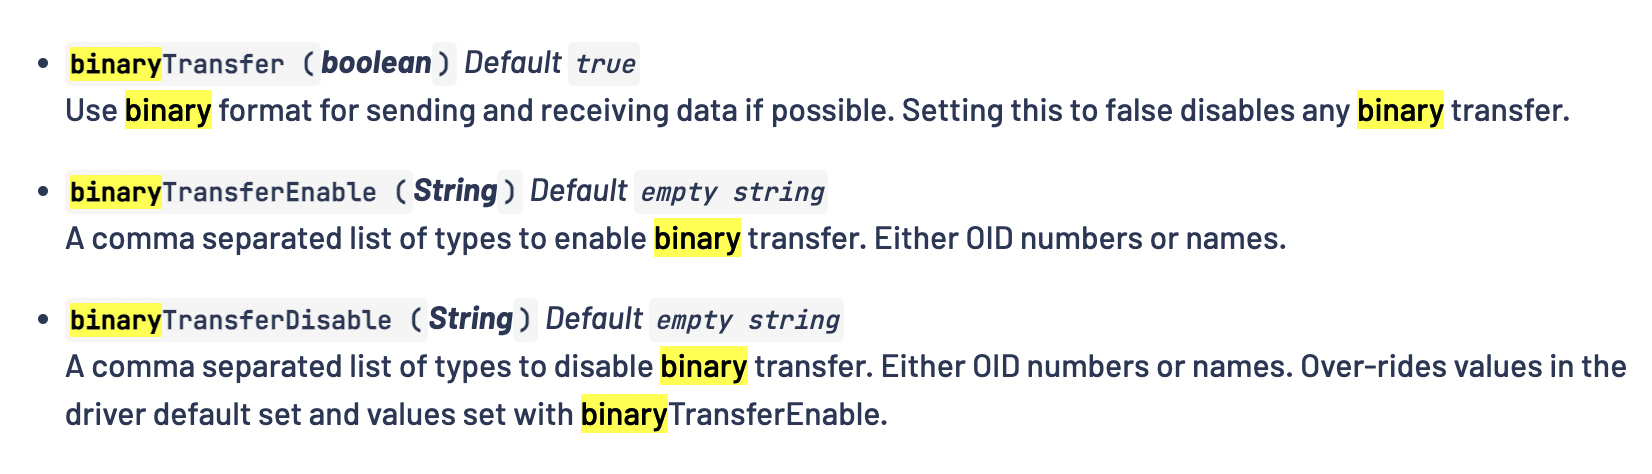 • binaryTransfer (boolean) Default true
Use binary format for sending and receiving data if possible. Setting this to false disables any binary transfer.
• binaryTransferEnable (String) Default empty string
A comma separated list of types to enable binary transfer. Either OID numbers or names.
• binaryTransferDisable (String) Default empty string
A comma separated list of types to disable binary transfer. Either OID numbers or names. Over-rides values in the
driver default set and values set with binaryTransferEnable.